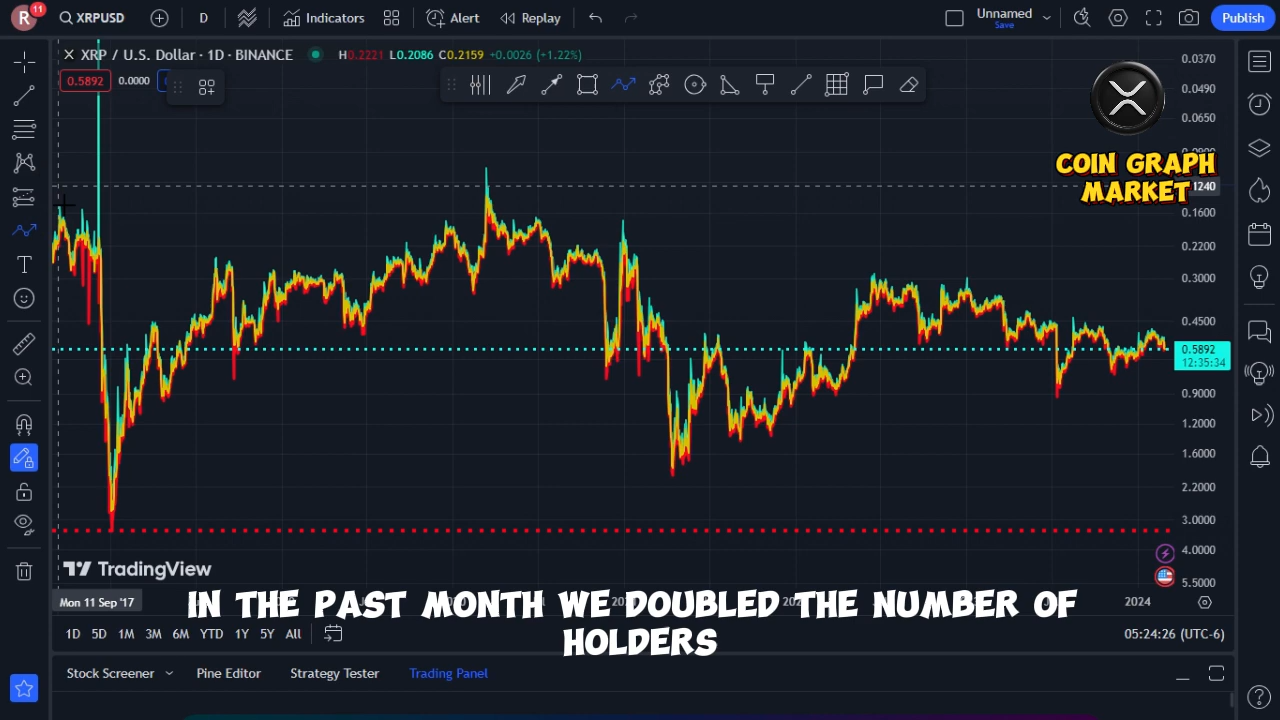 R 11 XRPUSD D Indicators Alert Replay Unnamed Save Publish
XRP / U.S. Dollar · 1D · BINANCE H0.2221 L0.2086 C0.2159 +0.0026 (+1.22%)
0.5892 0.0000
0.0370
0.0490
0.0650
COIN GRAPH
MARKET
1240
0.1600
0.2200
0.3000
0.4500
0.5892
12:35:34
0.9000
1.2000
1.6000
2.2000
3.0000
4.0000
5.5000
TradingView
Mon 11 Sep '17 2024
IN THE PAST MONTH WE DOUBLED THE NUMBER OF
HOLDERS
1D 5D 1M 3M 6M YTD 1Y 5Y All 05:24:26 (UTC-6)
Stock Screener Pine Editor Strategy Tester Trading Panel